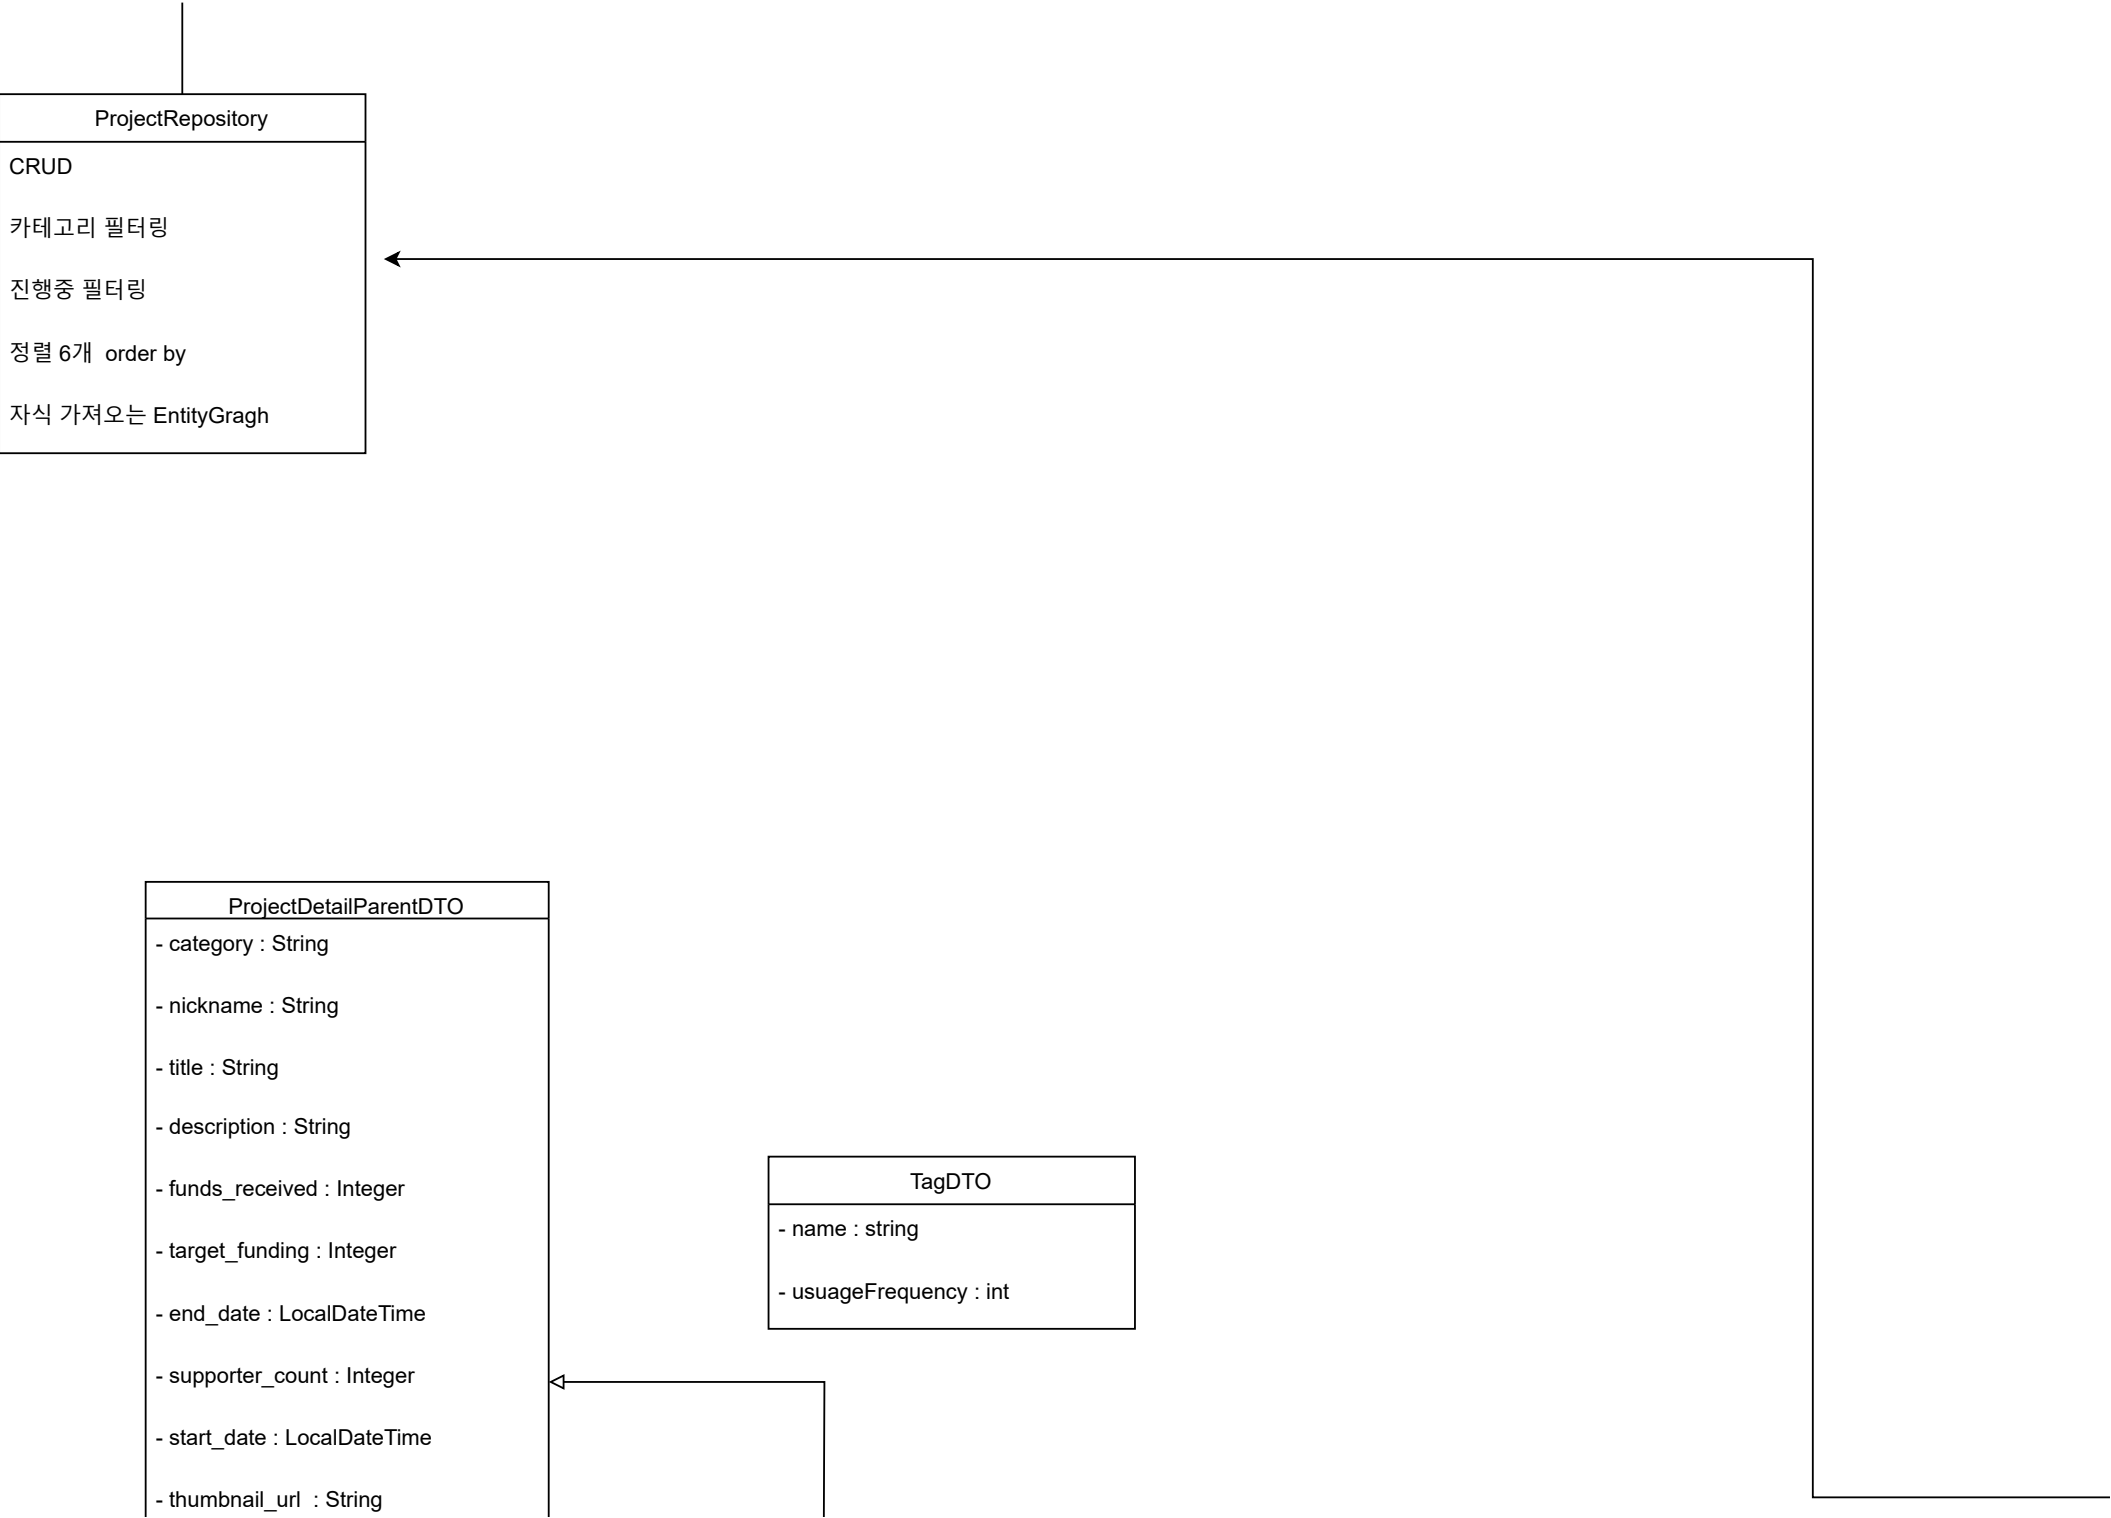 ProjectRepository
CRUD
카테고리 필터링
진행중 필터링
정렬 6개  order by
자식 가져오는 EntityGragh
ProjectDetailParentDTO
- category : String
- nickname : String
- title : String
- description : String
- funds_received : Integer
- target_funding : Integer
- end_date : LocalDateTime
- supporter_count : Integer
- start_date : LocalDateTime
- thumbnail_url  : String
TagDTO
- name : string
- usuageFrequency : int